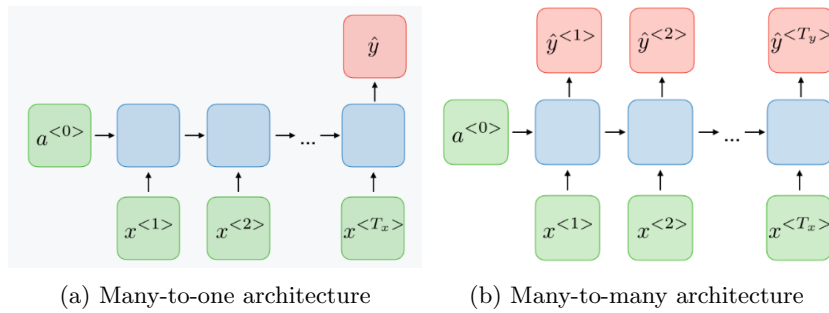 ŷ
a<0>
...
x<1> x<2> x<Tx>
(a) Many-to-one architecture
ŷ<1> ŷ<2> ŷ<Ty>
a<0>
...
x<1> x<2> x<Tx>
(b) Many-to-many architecture